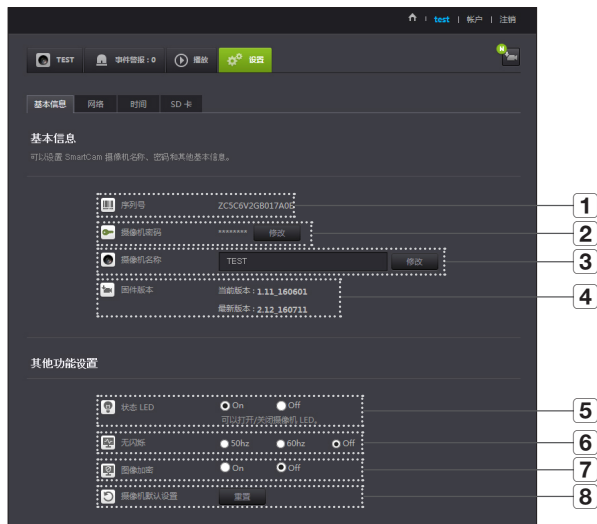 test | 帐户 | 注销
TEST 事件警报 : 0 播放 设置
N
基本信息 网络 时间 SD 卡
基本信息
可以设置 SmartCam 摄像机名称、密码和其他基本信息。
序列号 ZC5C6V2GB017A0E 1
摄像机密码 ******** 修改 2
摄像机名称 TEST 修改 3
固件版本 当前版本 : 1.11_160601 4
最新版本 : 2.12_160711
其他功能设置
状态 LED On Off 5
可以打开/关闭摄像机 LED。
无闪烁 50hz 60hz Off 6
图像加密 On Off 7
摄像机默认设置 重置 8